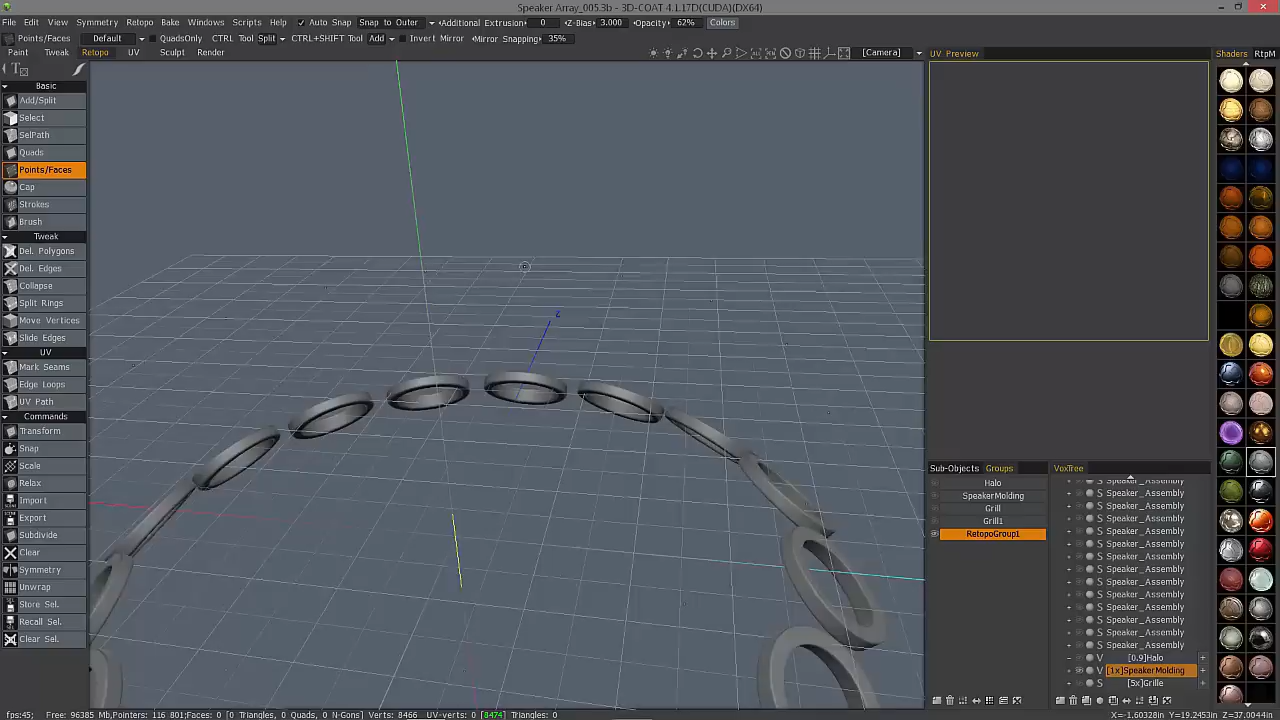 Speaker Array_005.3b - 3D-COAT 4.1.17D(CUDA)(DX64)
File Edit View Symmetry Retopo Bake Windows Scripts Help Auto Snap Snap to Outer Additional Extrusion 0 Z-Bias 3.000 Opacity 62% Colors
Points/Faces Default QuadsOnly CTRL Tool Split CTRL+SHIFT Tool Add Invert Mirror Mirror Snapping 35%
Paint Tweak Retopo UV Sculpt Render [Camera] UV Preview Shaders RtpM
Basic
Add/Split
Select
SelPath
Quads
Points/Faces
Cap
Strokes
Brush
Tweak
Del. Polygons
Del. Edges
Collapse
Split Rings
Move Vertices
Slide Edges
UV
Mark Seams
Edge Loops
UV Path
Commands
Transform
Snap
Scale
Relax
Import
Export
Subdivide
Clear
Symmetry
Unwrap
Store Sel.
Recall Sel.
Clear Sel.
Z
Sub-Objects Groups
Halo
SpeakerMolding
Grill
Grill1
RetopoGroup1
VoxTree
S Speaker_Assembly
S Speaker_Assembly
S Speaker_Assembly
S Speaker_Assembly
S Speaker_Assembly
S Speaker_Assembly
S Speaker_Assembly
S Speaker_Assembly
S Speaker_Assembly
S Speaker_Assembly
S Speaker_Assembly
S Speaker_Assembly
S Speaker_Assembly
S Speaker_Assembly
V [0.9]Halo +
V [1x]SpeakerMolding +
S [5x]Grille
fps:45; Free: 96385 Mb;Pointers: 116 801;Faces: 0 [0 Triangles, 0 Quads, 0 N-Gons] Verts: 8466 UV-verts: 0 [8474] Triangles: 0 X=-1.6032